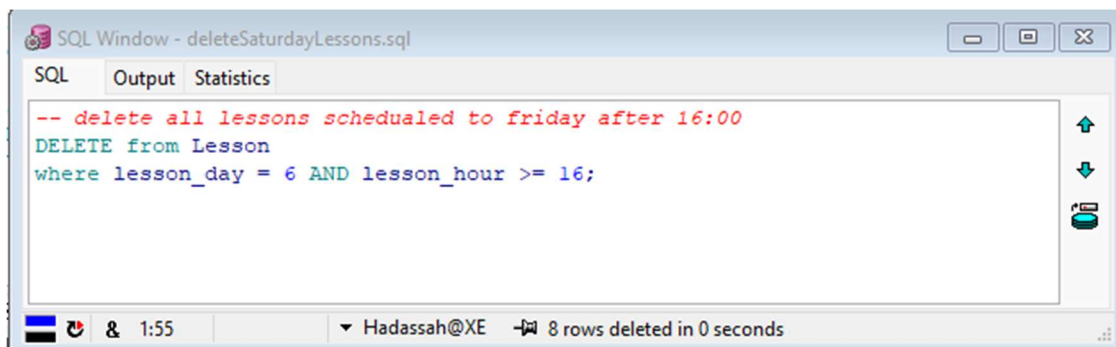 SQL Window - deleteSaturdayLessons.sql
SQL Output Statistics
-- delete all lessons schedualed to friday after 16:00
DELETE from Lesson
where lesson_day = 6 AND lesson_hour >= 16;
& 1:55 Hadassah@XE 8 rows deleted in 0 seconds